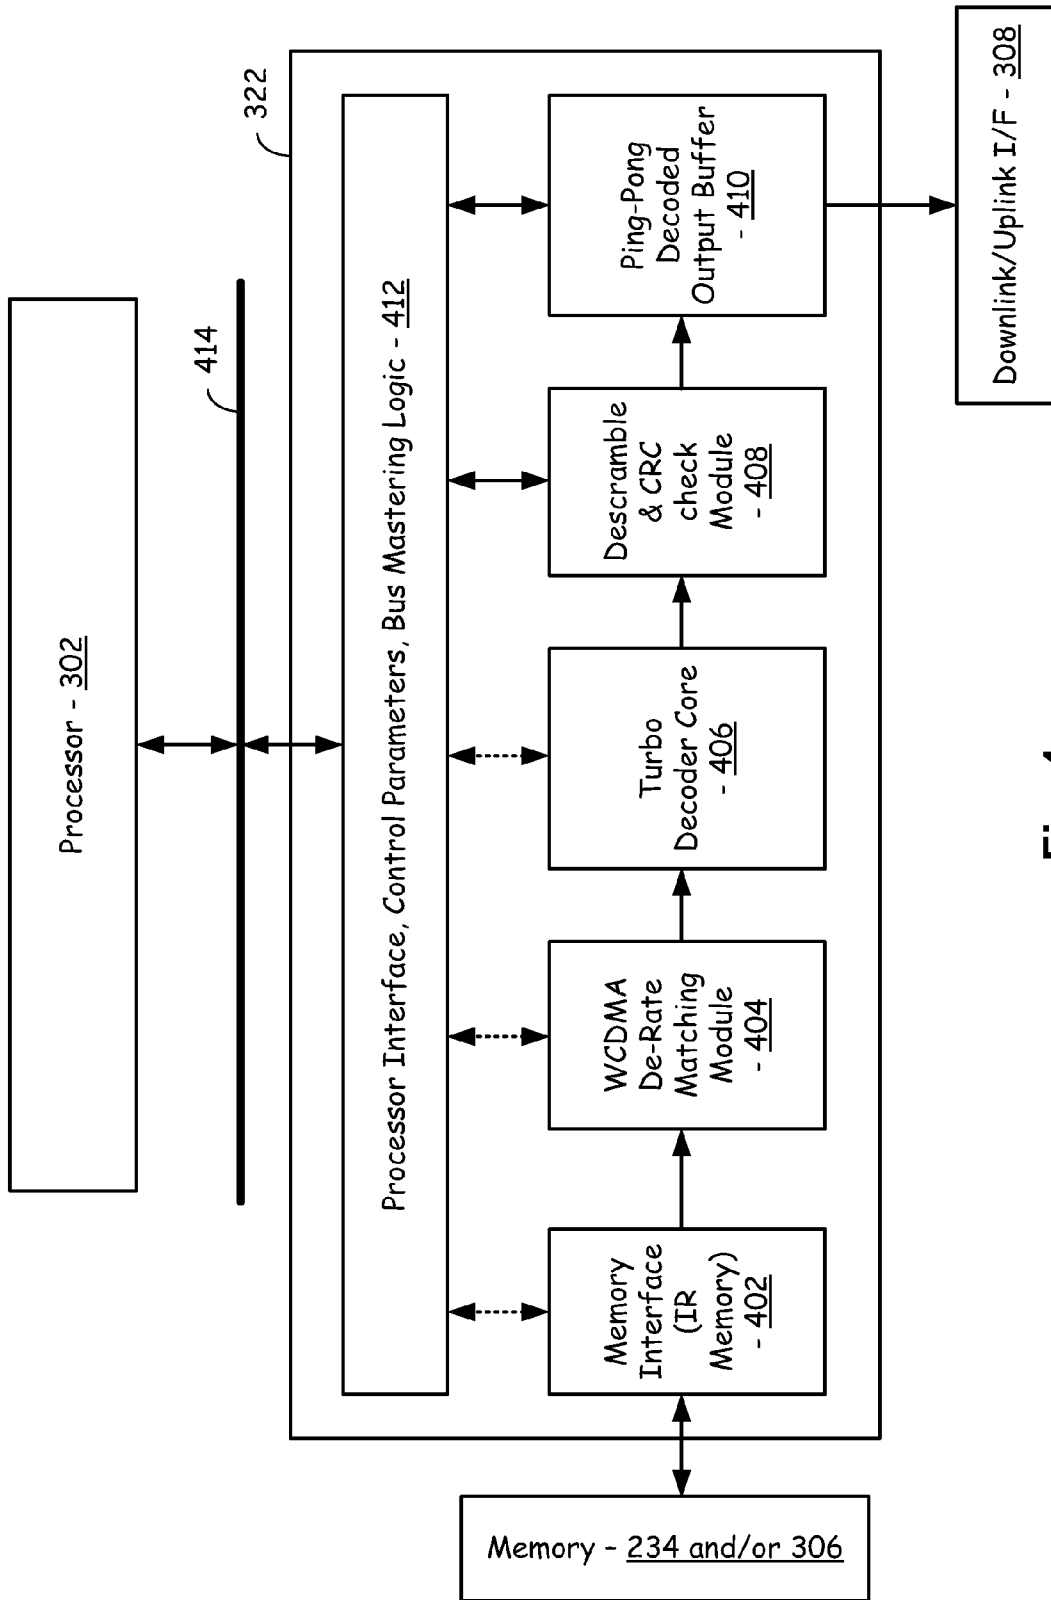 Processor - 302
414
322
Processor Interface, Control Parameters, Bus Mastering Logic - 412
Memory
Interface
(IR
Memory)
- 402
WCDMA
De-Rate
Matching
Module
- 404
Turbo
Decoder Core
- 406
Descramble
& CRC
check
Module
- 408
Ping-Pong
Decoded
Output Buffer
- 410
Memory - 234 and/or 306
Downlink/Uplink I/F - 308